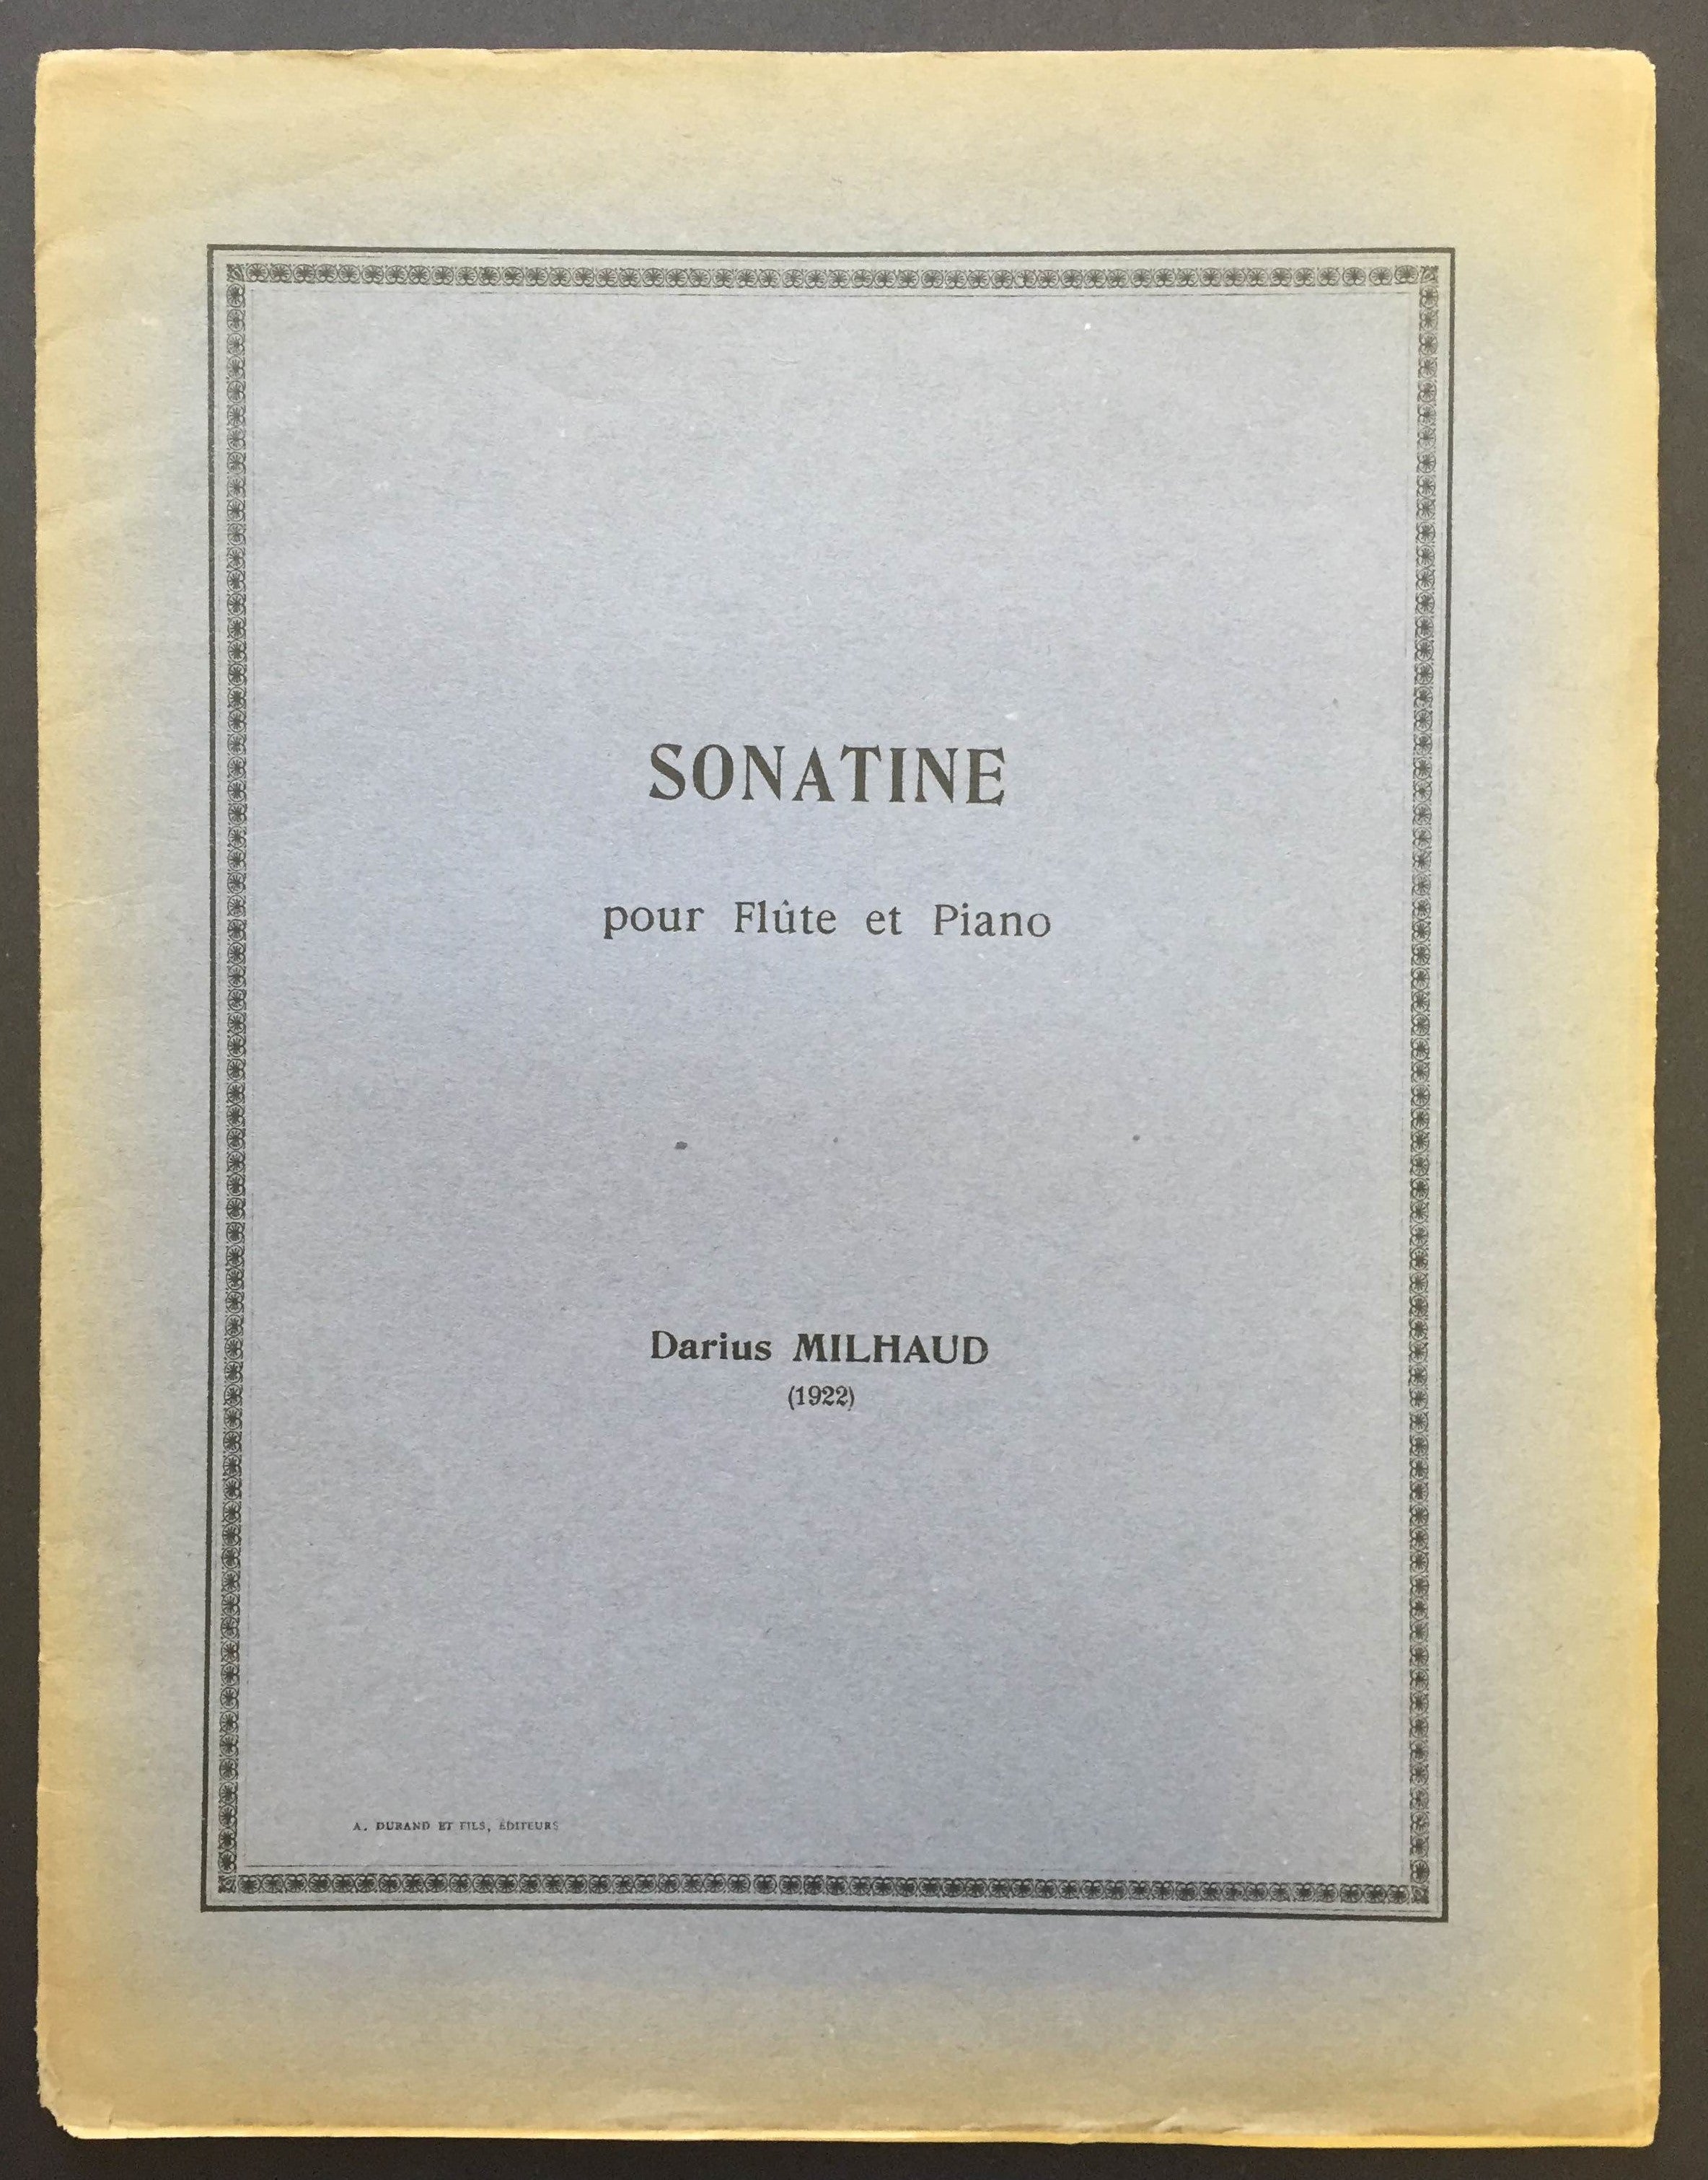 SONATINE
pour Flûte et Piano
Darius MILHAUD
(1922)
A. DURAND ET FILS, ÉDITEURS